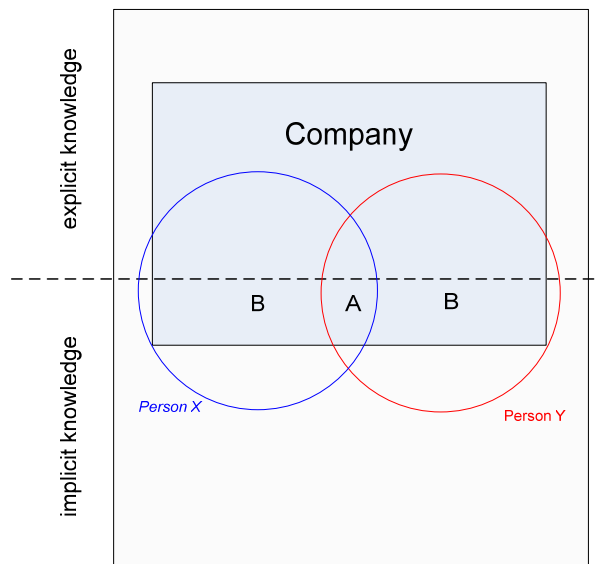 explicit knowledge
Company
B
A
B
Person X
Person Y
implicit knowledge